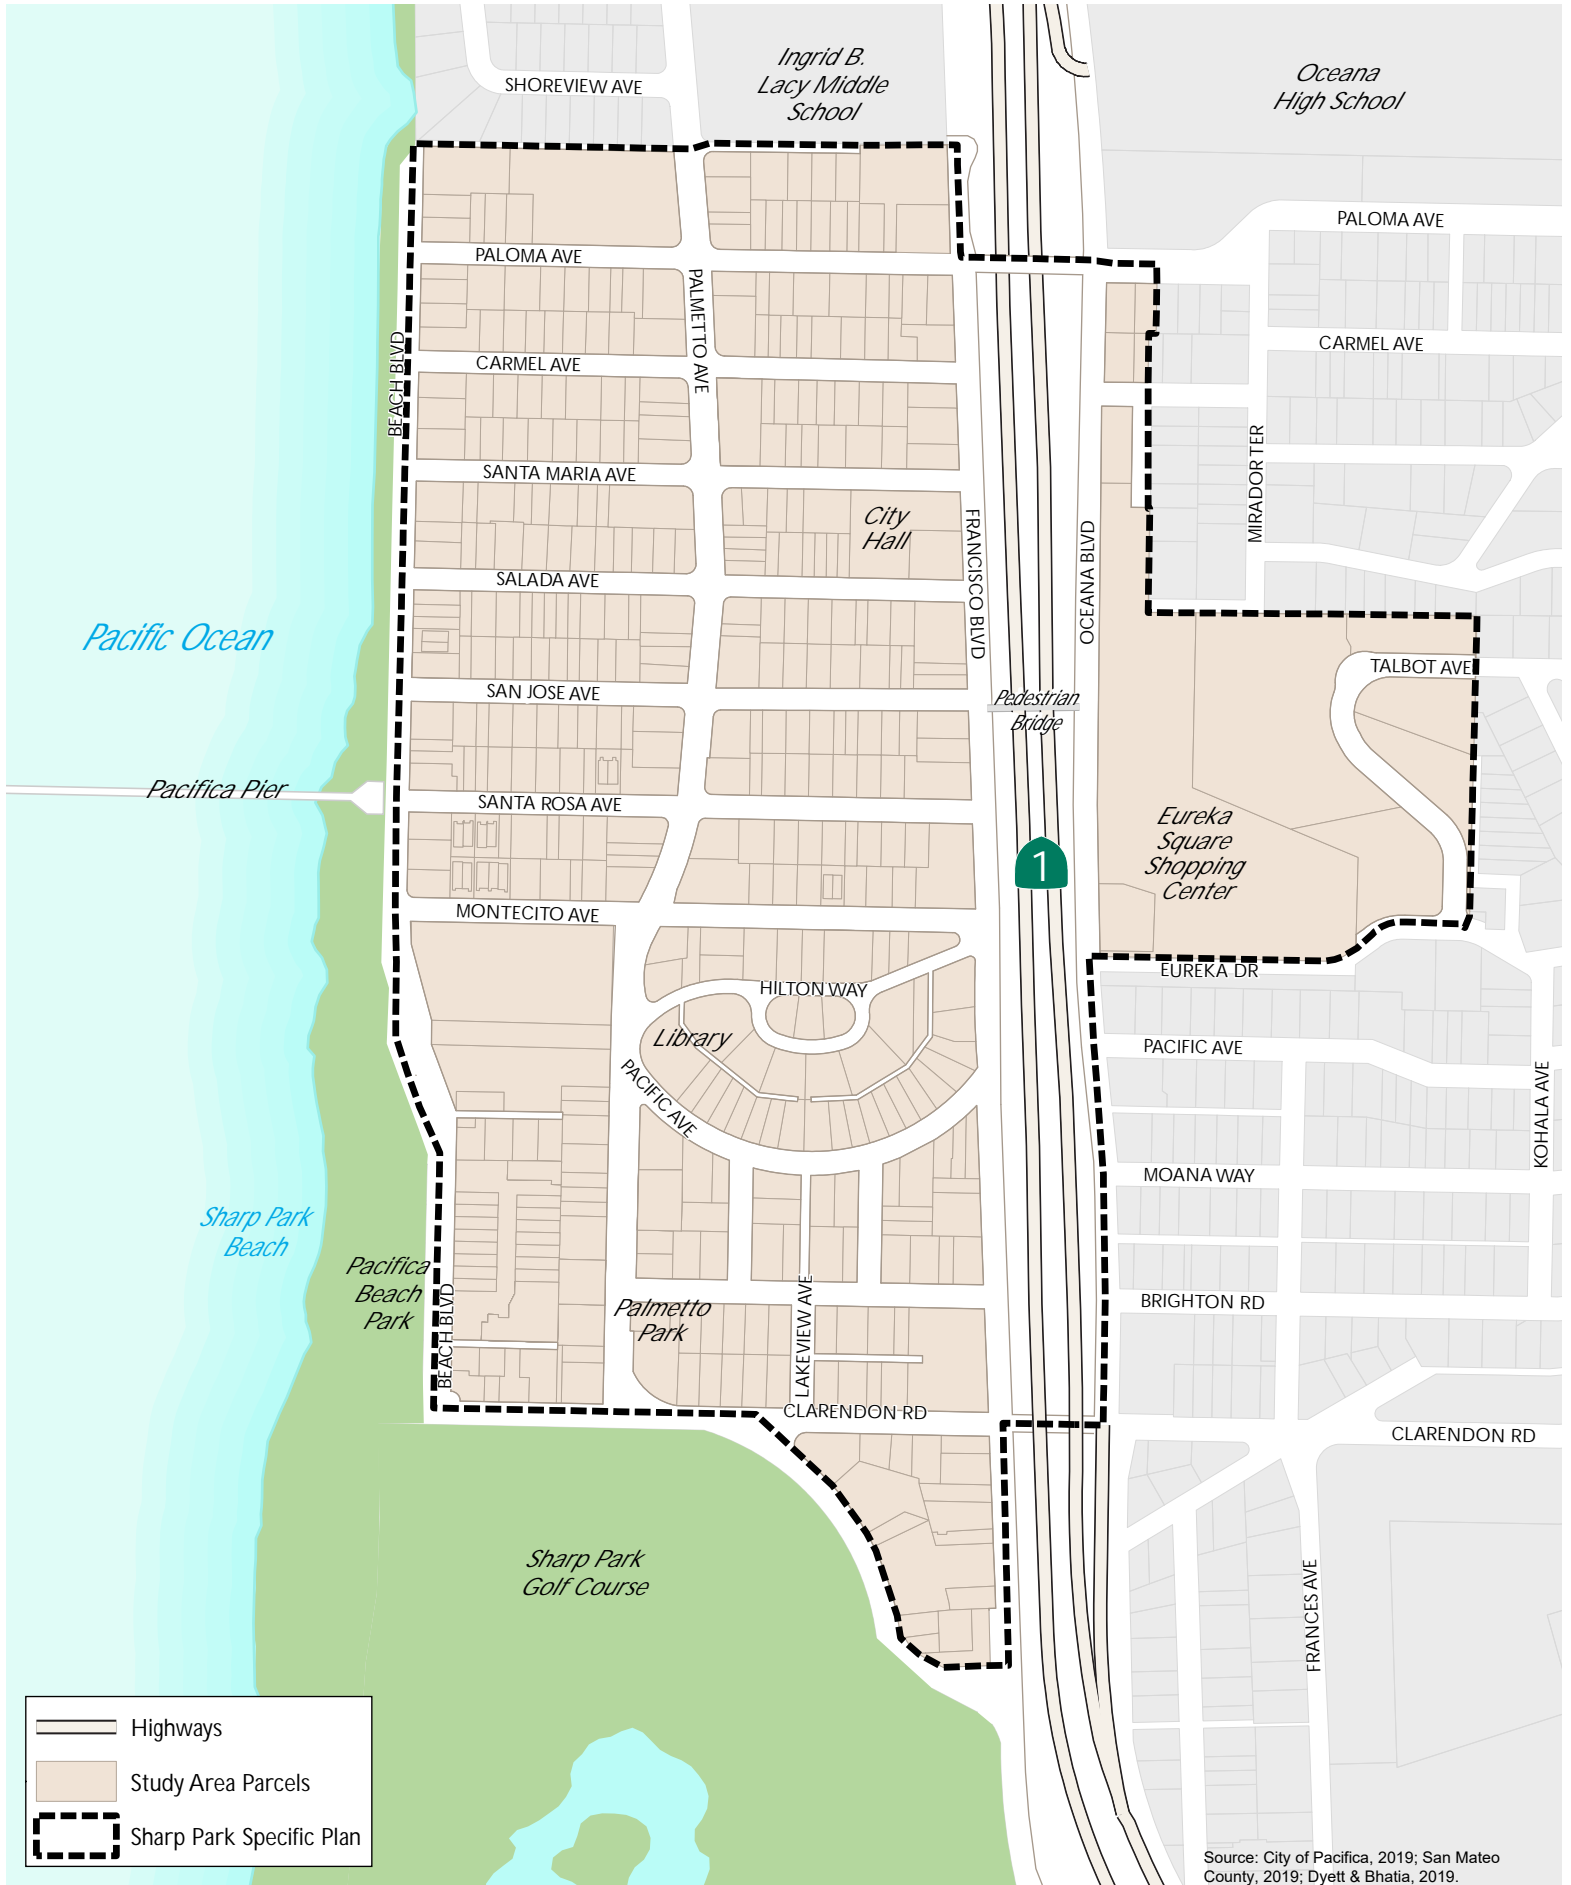 Ingrid B.
Lacy Middle
School
Oceana
High School
SHOREVIEW AVE
PALOMA AVE
PALOMA AVE
PALMETTO AVE
BEACH BLVD
CARMEL AVE
CARMEL AVE
SANTA MARIA AVE
MIRADOR TER
City
Hall
FRANCISCO BLVD
OCEANA BLVD
SALADA AVE
Pacific Ocean
SAN JOSE AVE
TALBOT AVE
Pedestrian
Bridge
Pacifica Pier
SANTA ROSA AVE
Eureka
Square
Shopping
Center
1
MONTECITO AVE
EUREKA DR
HILTON WAY
Library
PACIFIC AVE
PACIFIC AVE
KOHALA AVE
MOANA WAY
Sharp Park
Beach
Pacifica
Beach
Park
BEACH BLVD
Palmetto
Park
LAKEVIEW AVE
BRIGHTON RD
CLARENDON RD
CLARENDON RD
Sharp Park
Golf Course
FRANCES AVE
Highways
Study Area Parcels
Sharp Park Specific Plan
Source: City of Pacifica, 2019; San Mateo
County, 2019; Dyett & Bhatia, 2019.